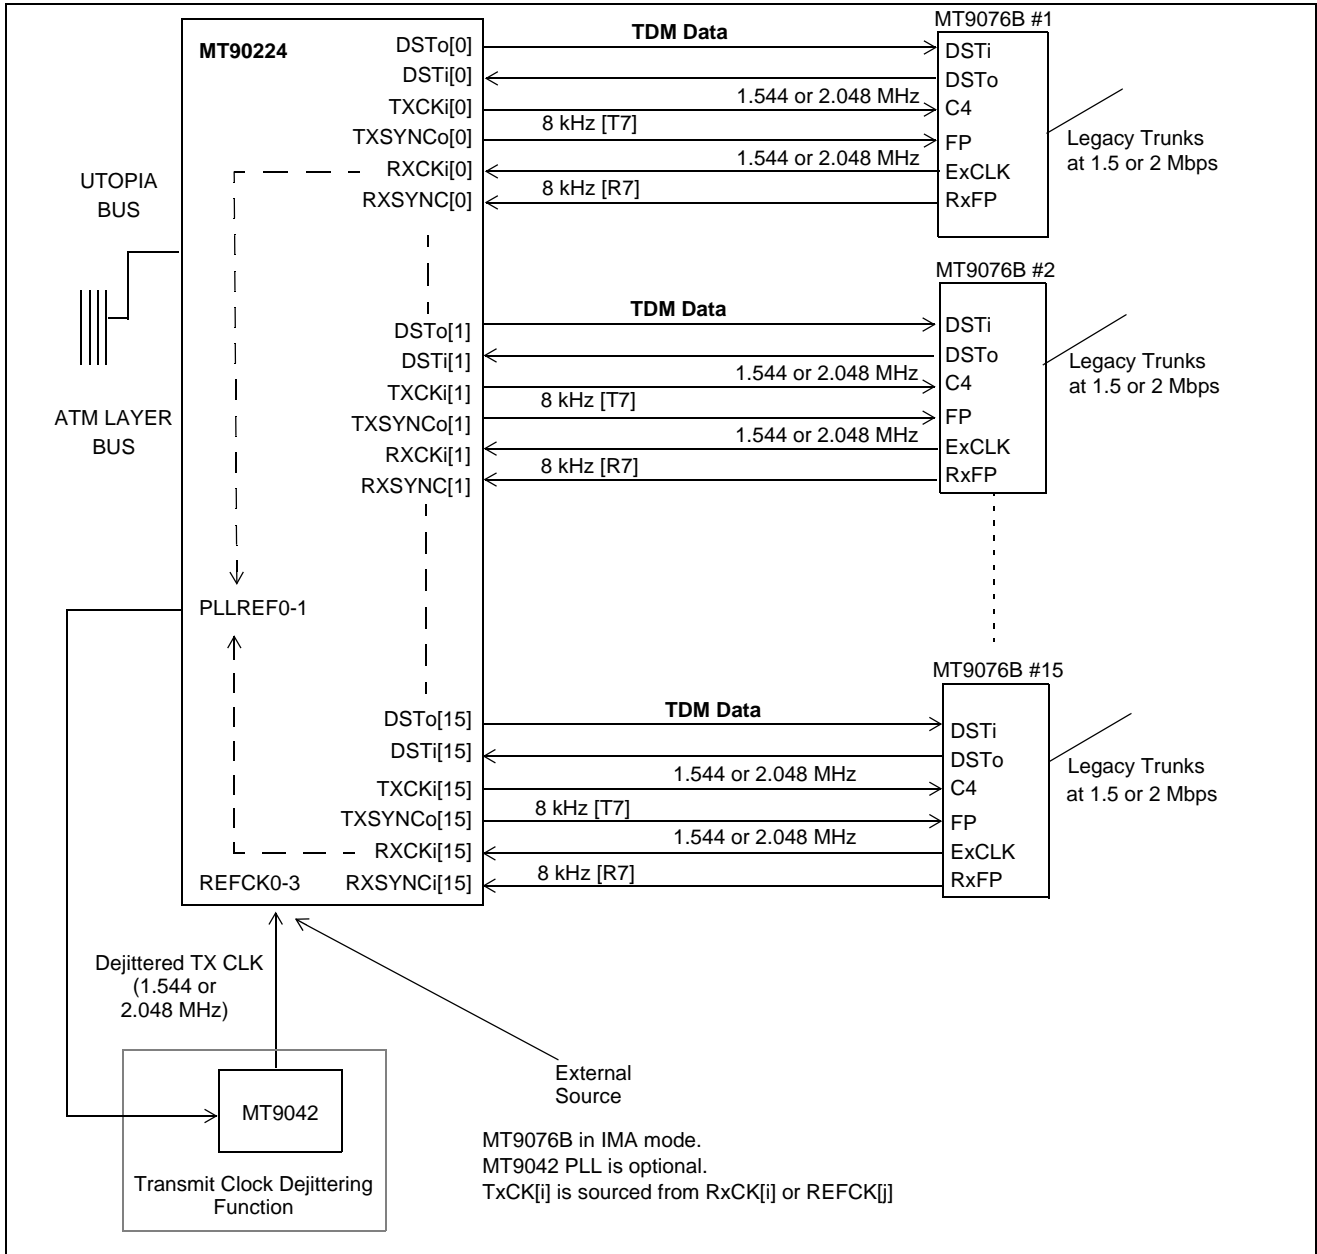 MT90224
DSTo[0]
DSTi[0]
TXCKi[0]
TXSYNCo[0]
RXCKi[0]
RXSYNC[0]
TDM Data
1.544 or 2.048 MHz
8 kHz [T7]
1.544 or 2.048 MHz
8 kHz [R7]
MT9076B #1
DSTi
DSTo
C4
FP
ExCLK
RxFP
Legacy Trunks
at 1.5 or 2 Mbps
UTOPIA
BUS
ATM LAYER
BUS
DSTo[1]
DSTi[1]
TXCKi[1]
TXSYNCo[1]
RXCKi[1]
RXSYNC[1]
TDM Data
1.544 or 2.048 MHz
8 kHz [T7]
1.544 or 2.048 MHz
8 kHz [R7]
MT9076B #2
DSTi
DSTo
C4
FP
ExCLK
RxFP
Legacy Trunks
at 1.5 or 2 Mbps
PLLREF0-1
DSTo[15]
DSTi[15]
TXCKi[15]
TXSYNCo[15]
RXCKi[15]
RXSYNCi[15]
REFCK0-3
TDM Data
1.544 or 2.048 MHz
8 kHz [T7]
1.544 or 2.048 MHz
8 kHz [R7]
MT9076B #15
DSTi
DSTo
C4
FP
ExCLK
RxFP
Legacy Trunks
at 1.5 or 2 Mbps
Dejittered TX CLK
(1.544 or
2.048 MHz)
MT9042
Transmit Clock Dejittering
Function
External
Source
MT9076B in IMA mode.
MT9042 PLL is optional.
TxCK[i] is sourced from RxCK[i] or REFCK[j]